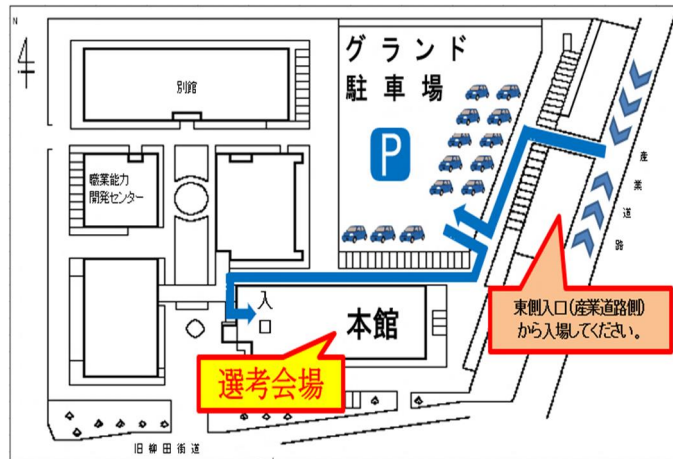 N
グランド
駐車場
別館
P
職業能力
開発センター
産業道路
入口
本館
東側入口(産業道路側)
から入場してください。
選考会場
旧柳田街道